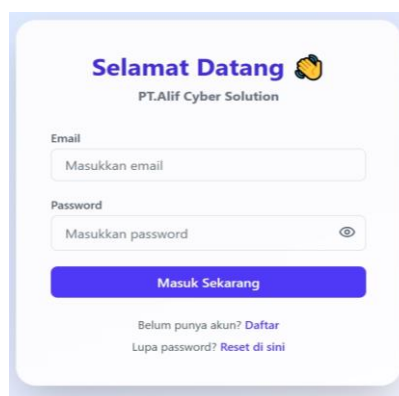 Selamat Datang 👋
PT.Alif Cyber Solution
Email
Masukkan email
Password
Masukkan password
Masuk Sekarang
Belum punya akun? Daftar
Lupa password? Reset di sini